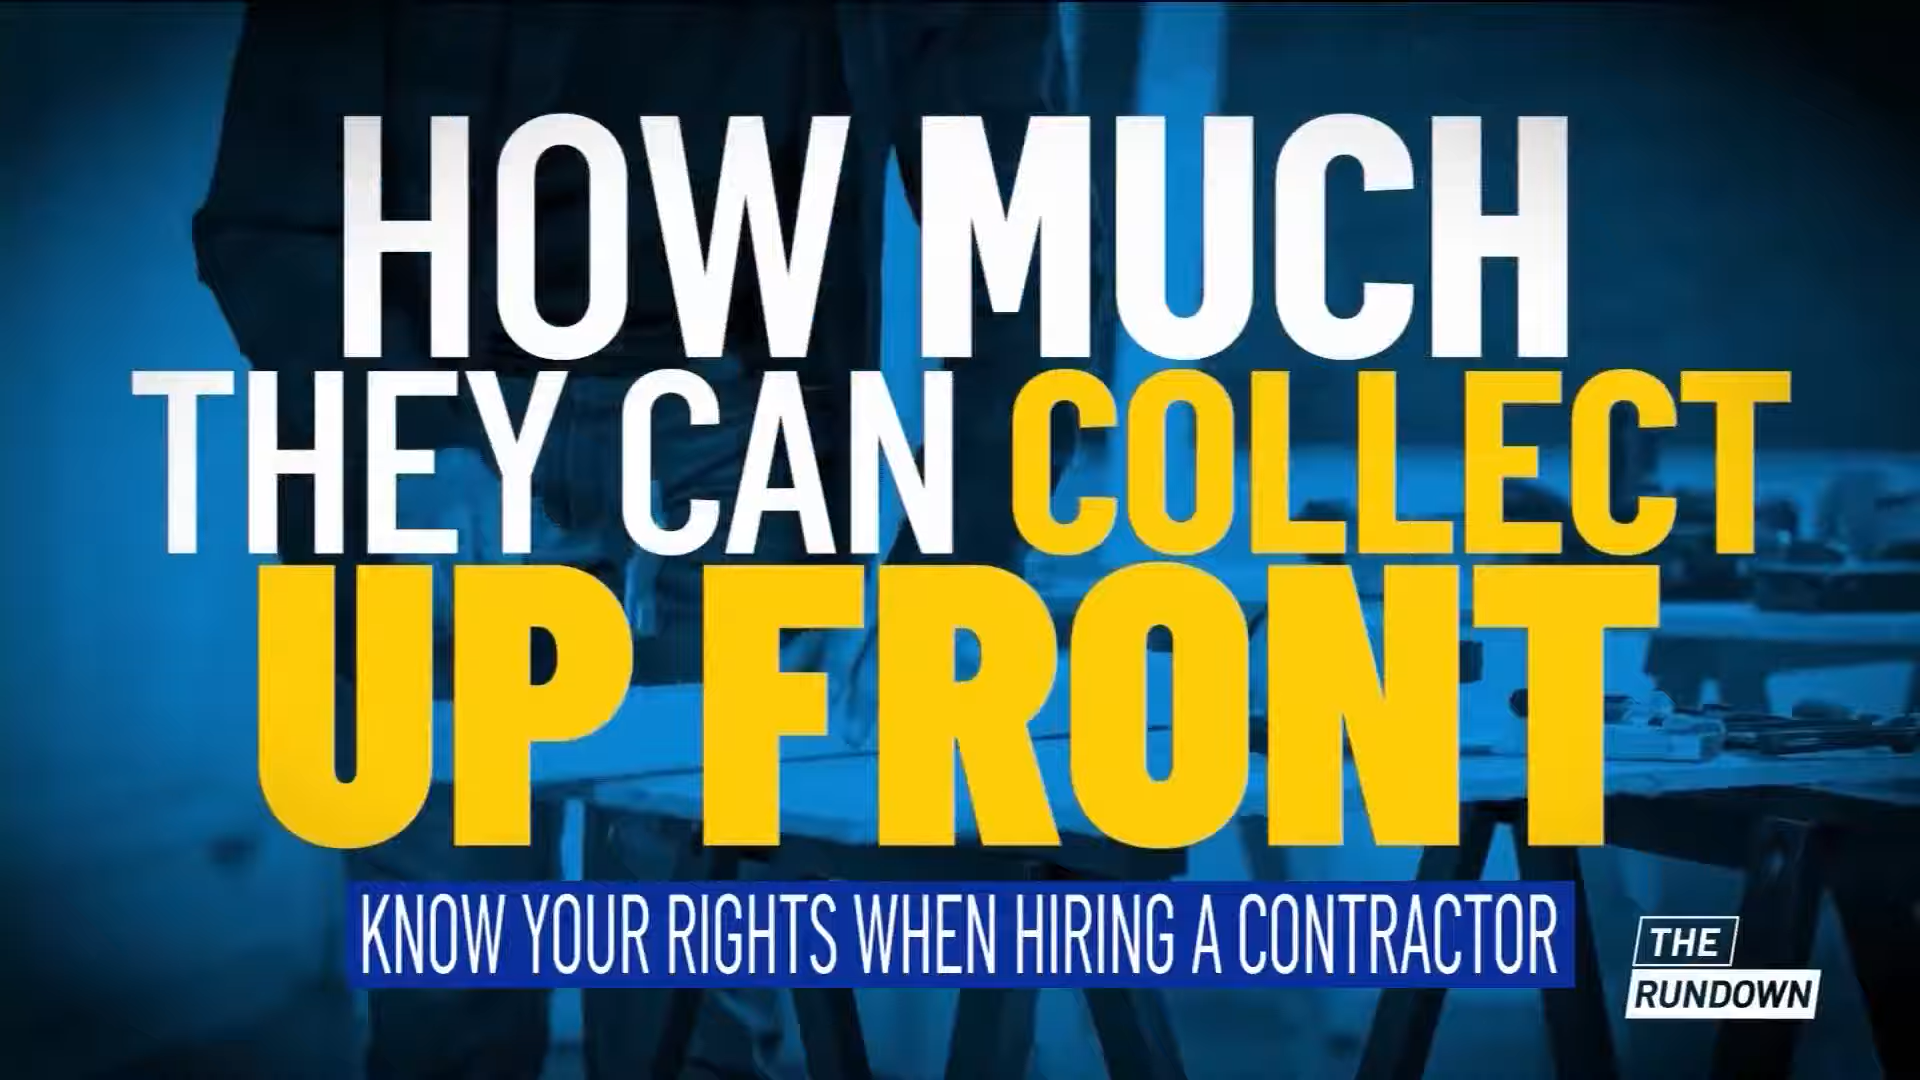 HOW MUCH
THEY CAN COLLECT
UP FRONT
KNOW YOUR RIGHTS WHEN HIRING A CONTRACTOR
THE
RUNDOWN